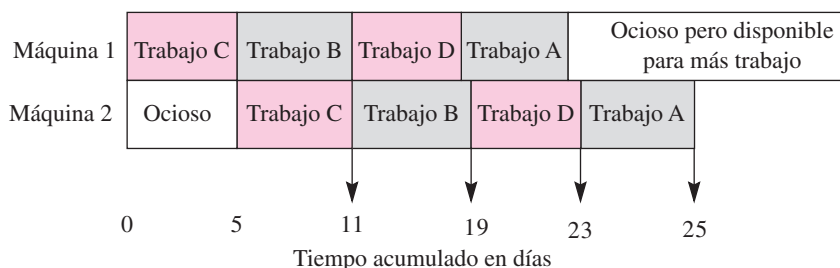 Máquina 1 Trabajo C Trabajo B Trabajo D Trabajo A Ocioso pero disponible
para más trabajo
Máquina 2 Ocioso Trabajo C Trabajo B Trabajo D Trabajo A
0 5 11 19 23 25
Tiempo acumulado en días